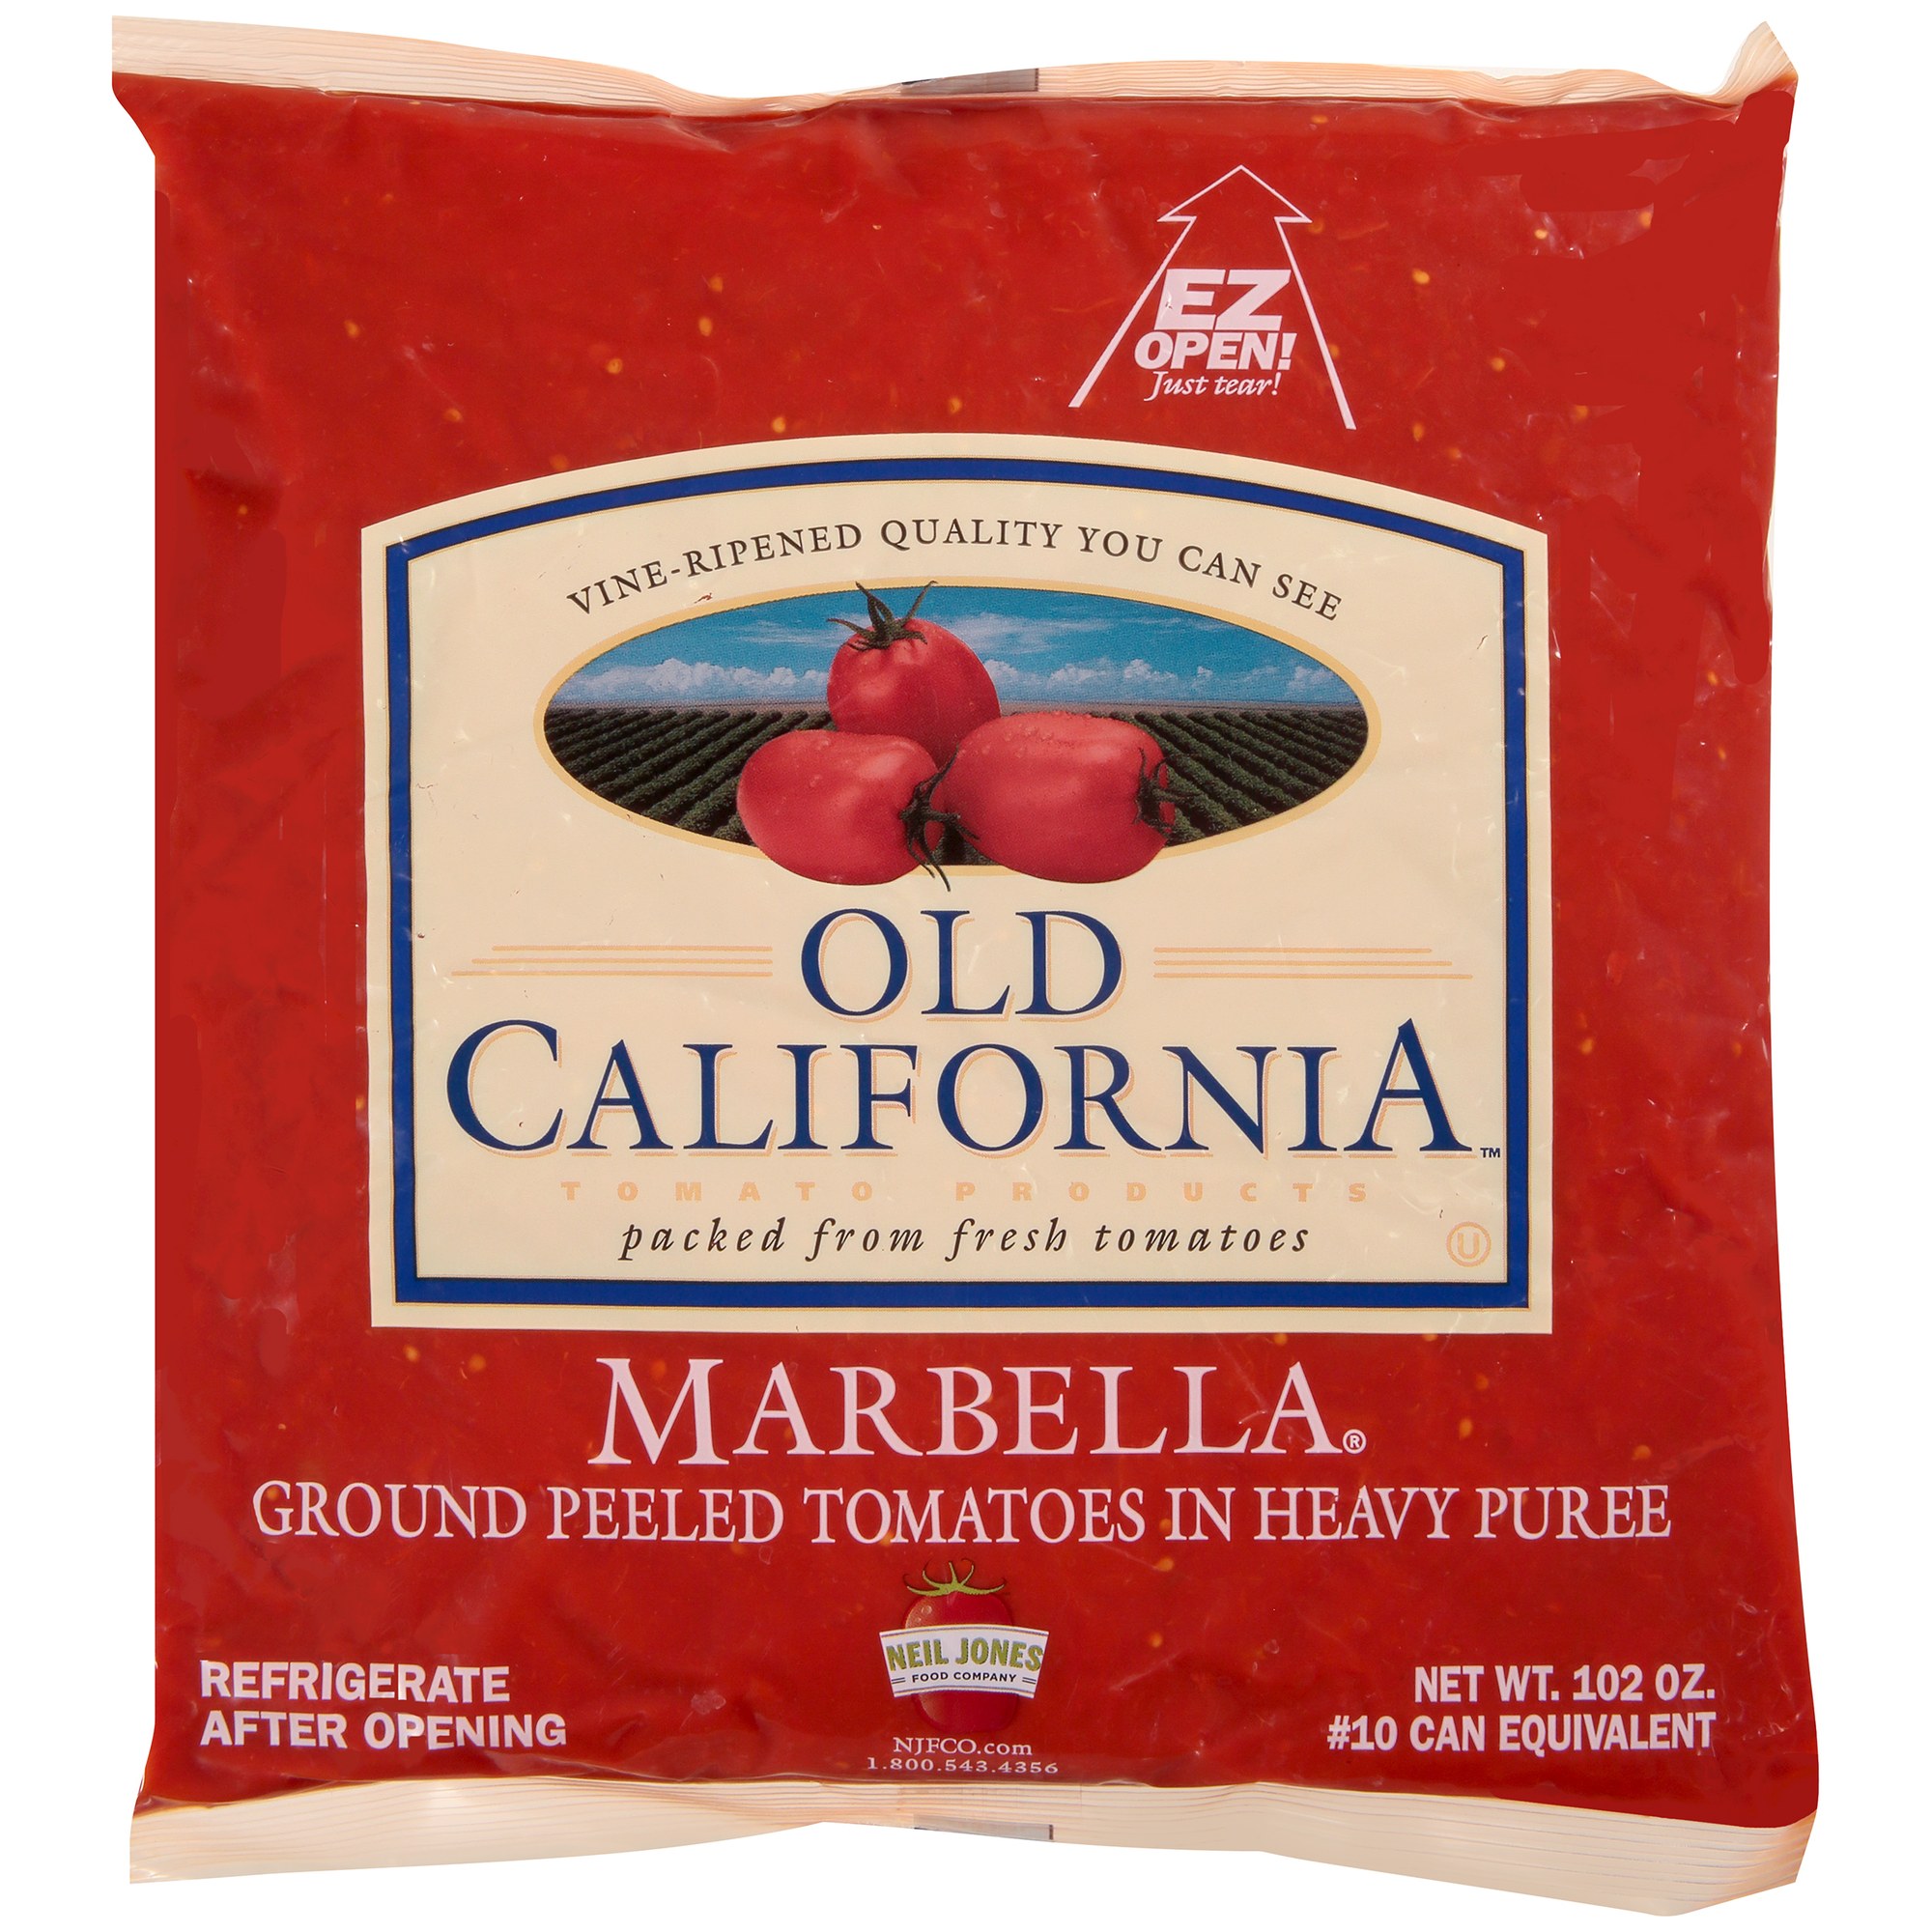 EZ
OPEN!
Just tear!
VINE-RIPENED QUALITY YOU CAN SEE
OLD
CALIFORNIA™
TOMATO PRODUCTS
packed from fresh tomatoes
U
MARBELLA®
GROUND PEELED TOMATOES IN HEAVY PUREE
NEIL JONES
FOOD COMPANY
REFRIGERATE
AFTER OPENING
NET WT. 102 OZ.
#10 CAN EQUIVALENT
NJFCO.com
1.800.543.4356